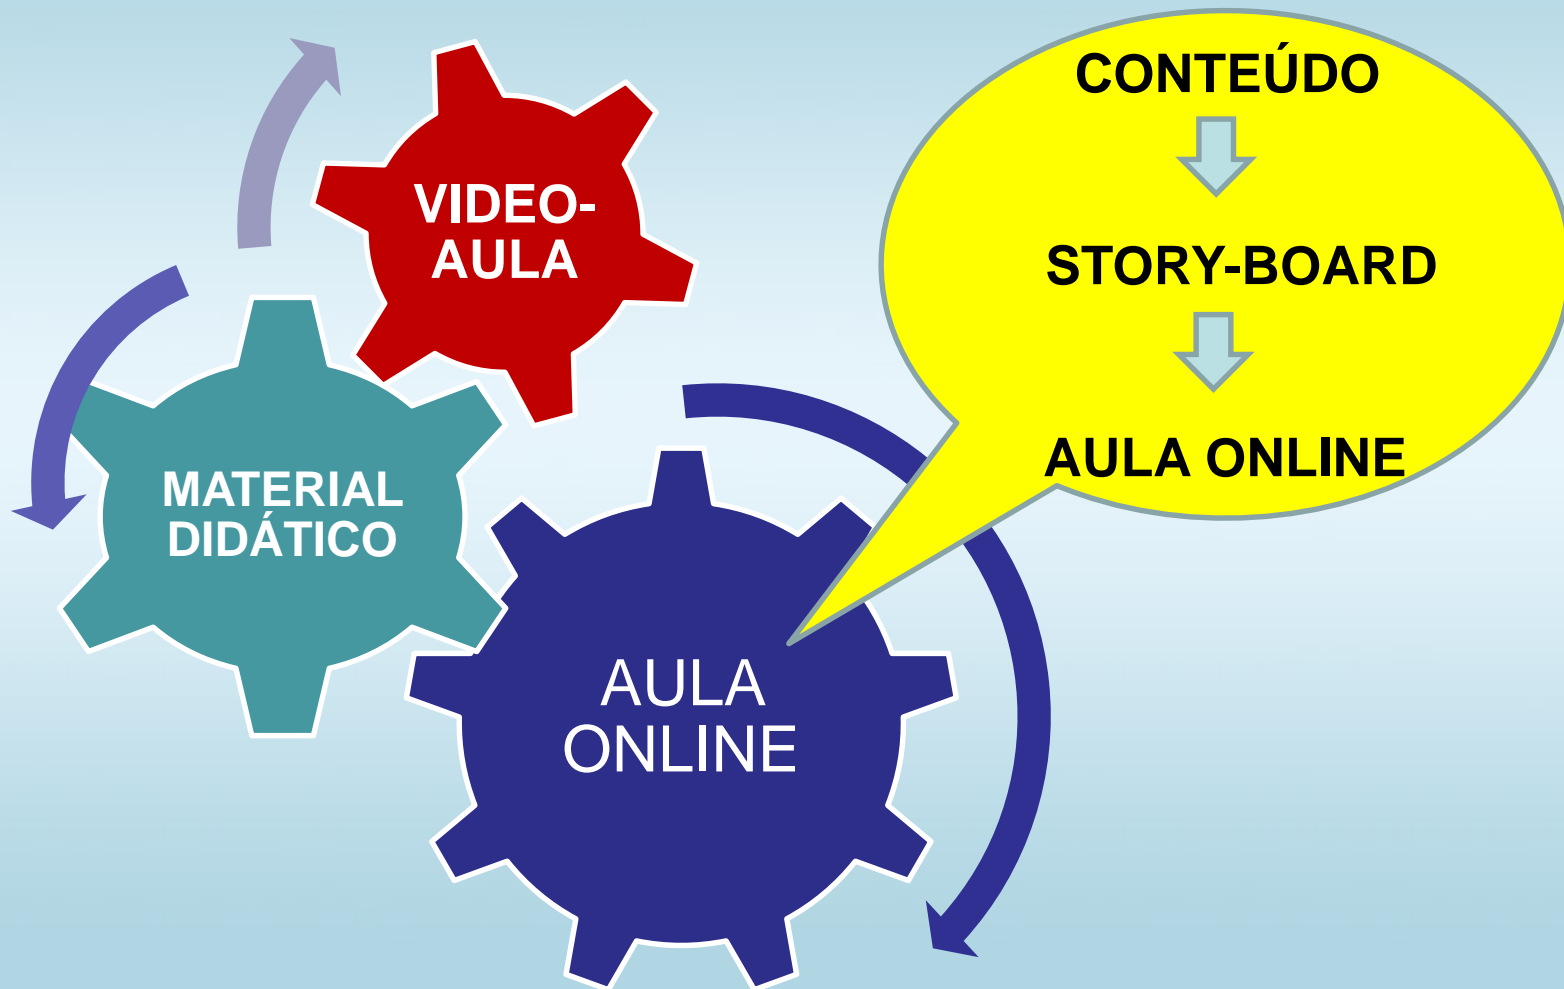 VIDEO-
AULA
MATERIAL
DIDÁTICO
AULA
ONLINE
CONTEÚDO
STORY-BOARD
AULA ONLINE